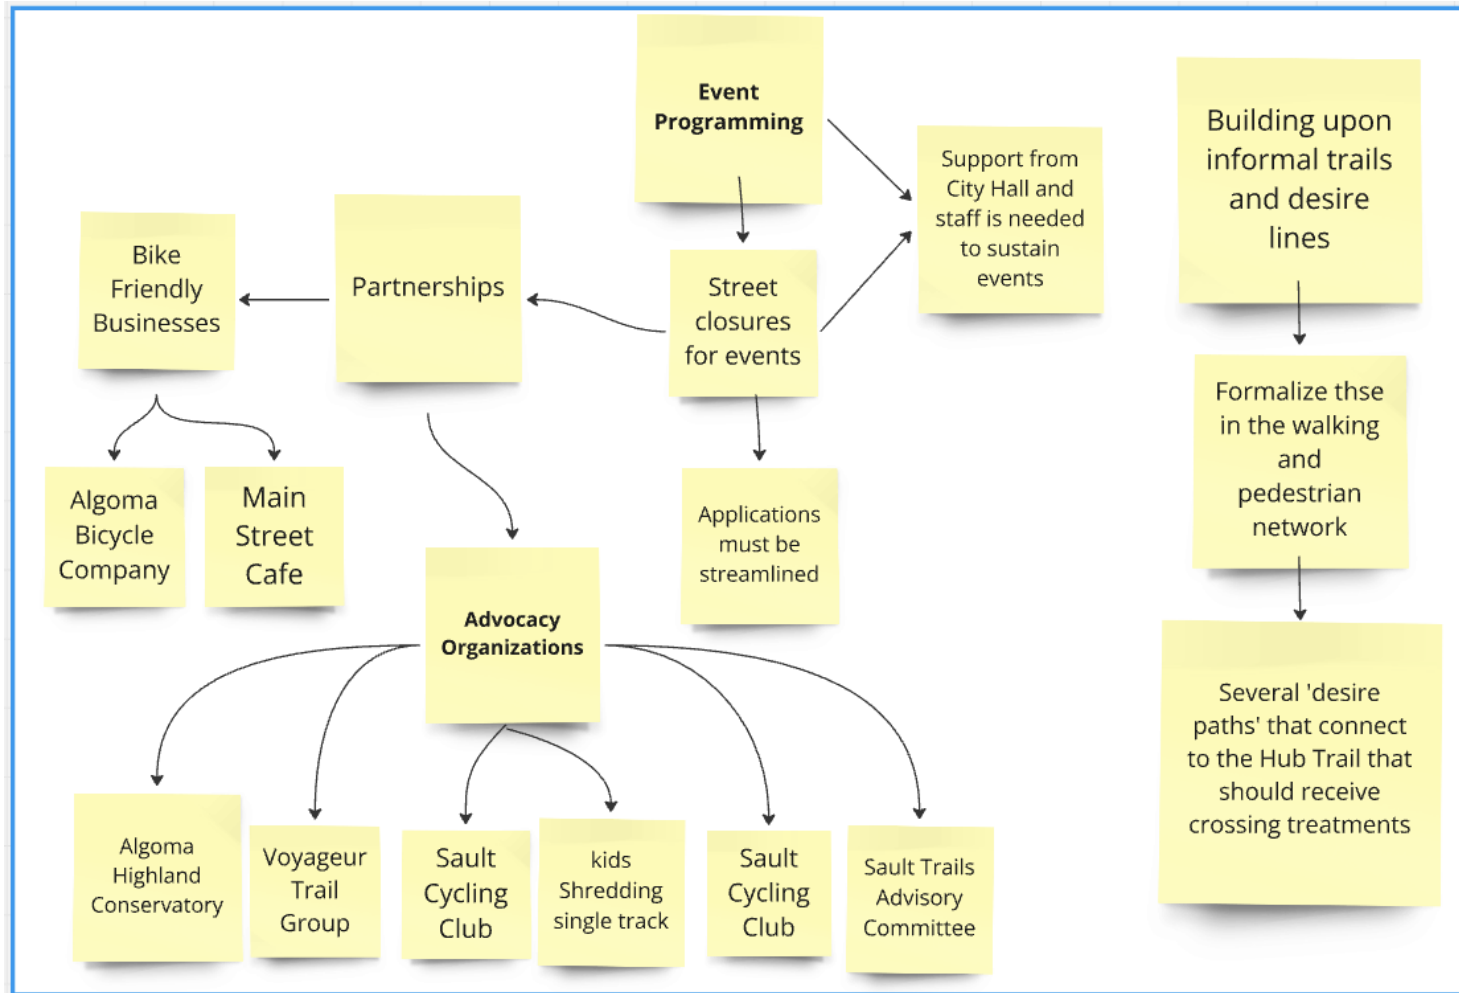 Event
Programming
Support from
City Hall and
staff is needed
to sustain
events
Building upon
informal trails
and desire
lines
Bike
Friendly
Businesses
Partnerships
Street
closures
for events
Formalize thse
in the walking
and
pedestrian
network
Algoma
Bicycle
Company
Main
Street
Cafe
Applications
must be
streamlined
Advocacy
Organizations
Several 'desire
paths' that connect
to the Hub Trail that
should receive
crossing treatments
Algoma
Highland
Conservatory
Voyageur
Trail
Group
Sault
Cycling
Club
kids
Shredding
single track
Sault
Cycling
Club
Sault Trails
Advisory
Committee